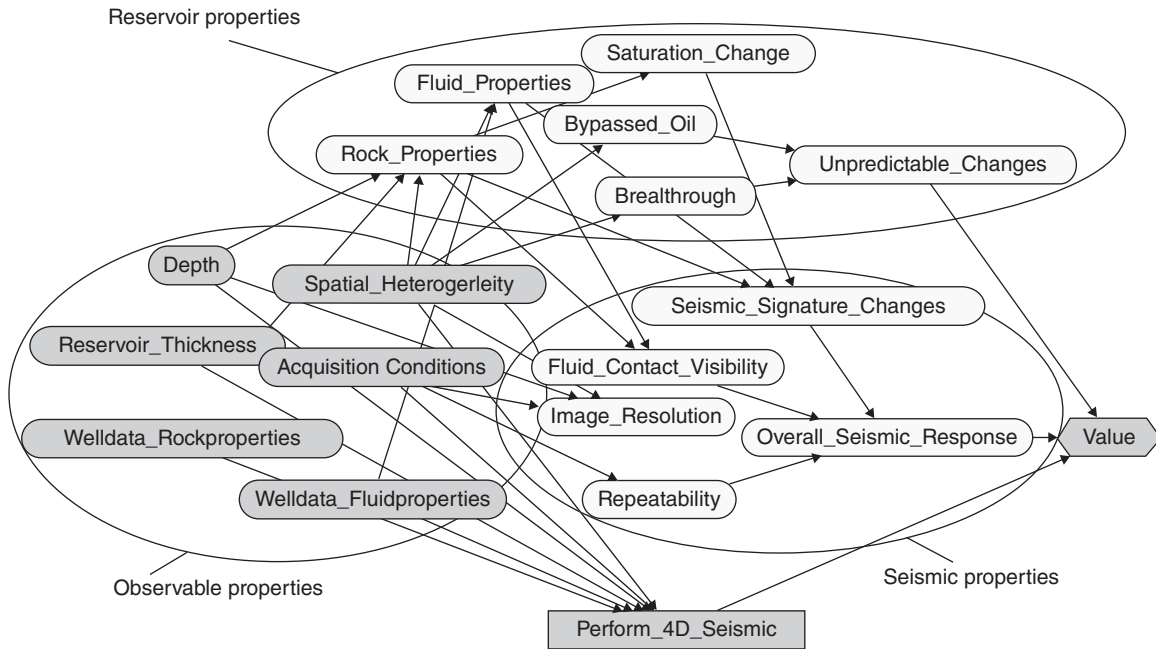 Reservoir properties
Saturation_Change
Fluid_Properties
Bypassed_Oil
Rock_Properties
Unpredictable_Changes
Brealthrough
Depth
Spatial_Heterogerleity
Seismic_Signature_Changes
Reservoir_Thickness
Acquisition Conditions
Fluid_Contact_Visibility
Image_Resolution
Welldata_Rockproperties
Overall_Seismic_Response
Value
Welldata_Fluidproperties
Repeatability
Observable properties
Seismic properties
Perform_4D_Seismic